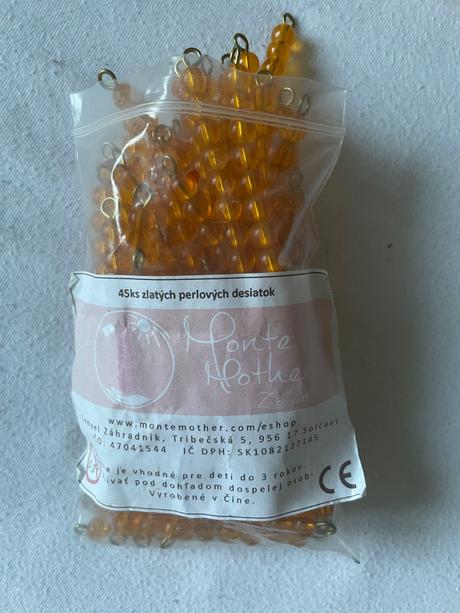 45ks zlatých perlových desiatok
Monte
Mother
www.montemother.com/eshop
Záhradník, Tribečská 5, 956 17 Solčany
IČO: 47041544 IČ DPH: SK1082127145
je vhodné pre deti do 3 rokov.
pod dohľadom dospelej osoby.
Vyrobené v Číne.
CE